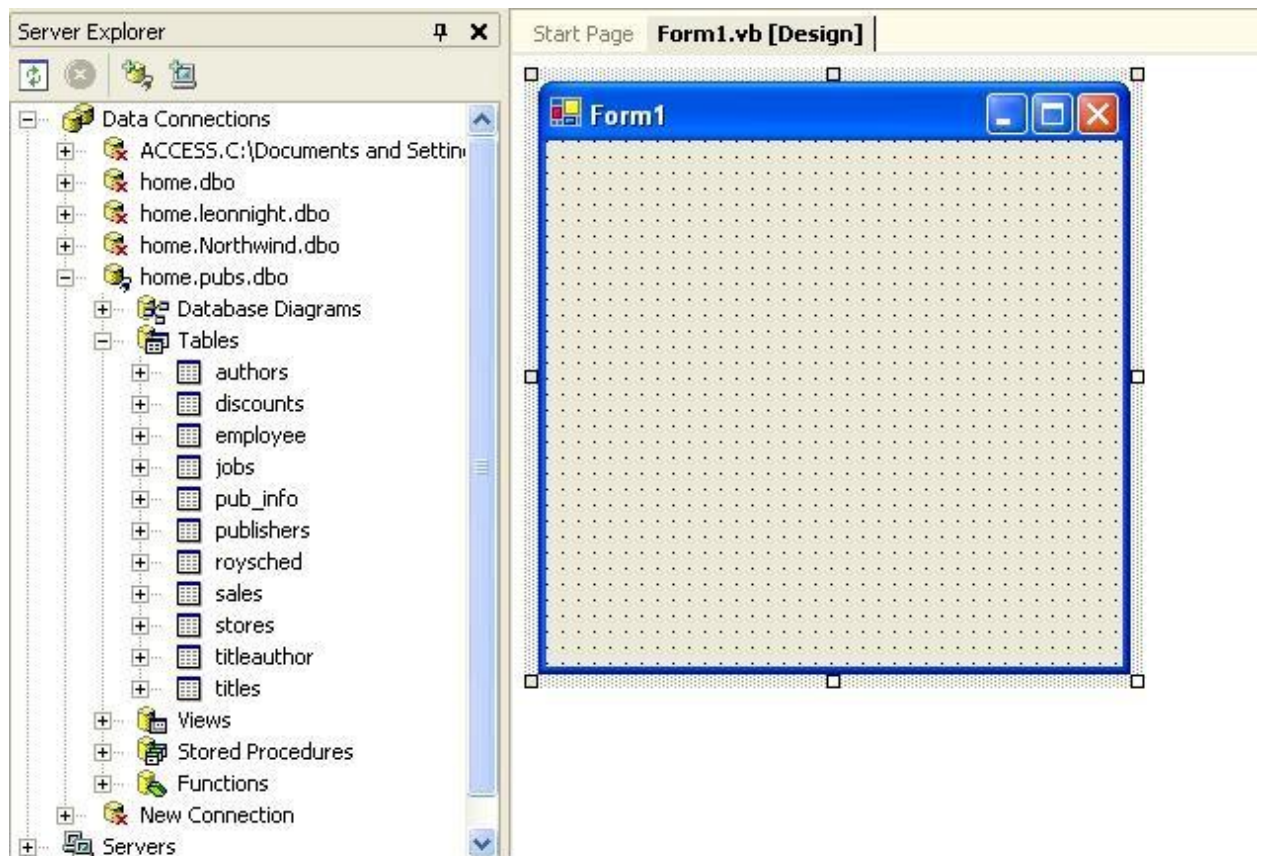 Server Explorer
Start Page Form1.vb [Design]
Form1
Data Connections
ACCESS.C:\Documents and Settin
home.dbo
home.leonnight.dbo
home.Northwind.dbo
home.pubs.dbo
Database Diagrams
Tables
authors
discounts
employee
jobs
pub_info
publishers
roysched
sales
stores
titleauthor
titles
Views
Stored Procedures
Functions
New Connection
Servers